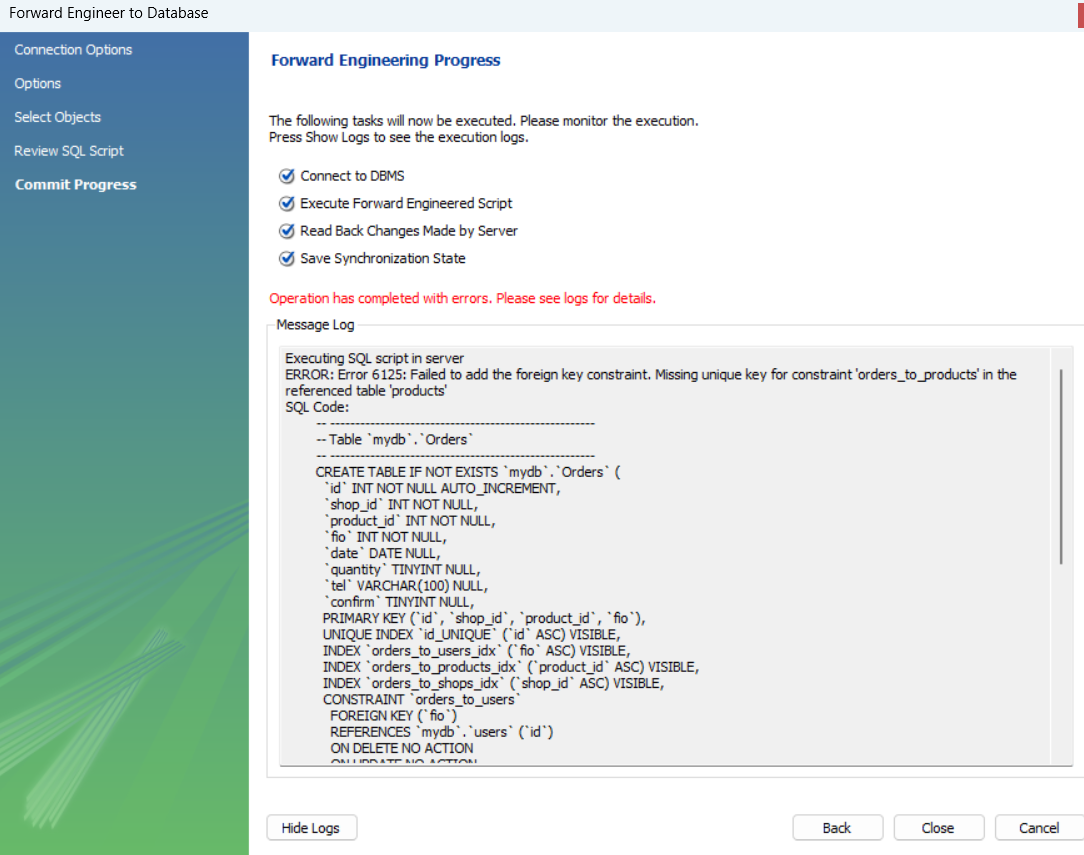 Forward Engineer to Database
Connection Options
Options
Select Objects
Review SQL Script
Commit Progress
Forward Engineering Progress
The following tasks will now be executed. Please monitor the execution.
Press Show Logs to see the execution logs.
Connect to DBMS
Execute Forward Engineered Script
Read Back Changes Made by Server
Save Synchronization State
Operation has completed with errors. Please see logs for details.
Message Log
Executing SQL script in server
ERROR: Error 6125: Failed to add the foreign key constraint. Missing unique key for constraint 'orders_to_products' in the
referenced table 'products'
SQL Code:
-- -----------------------------------------------------
-- Table `mydb`.`Orders`
-- -----------------------------------------------------
CREATE TABLE IF NOT EXISTS `mydb`.`Orders` (
`id` INT NOT NULL AUTO_INCREMENT,
`shop_id` INT NOT NULL,
`product_id` INT NOT NULL,
`fio` INT NOT NULL,
`date` DATE NULL,
`quantity` TINYINT NULL,
`tel` VARCHAR(100) NULL,
`confirm` TINYINT NULL,
PRIMARY KEY (`id`, `shop_id`, `product_id`, `fio`),
UNIQUE INDEX `id_UNIQUE` (`id` ASC) VISIBLE,
INDEX `orders_to_users_idx` (`fio` ASC) VISIBLE,
INDEX `orders_to_products_idx` (`product_id` ASC) VISIBLE,
INDEX `orders_to_shops_idx` (`shop_id` ASC) VISIBLE,
CONSTRAINT `orders_to_users`
FOREIGN KEY (`fio`)
REFERENCES `mydb`.`users` (`id`)
ON DELETE NO ACTION
ON UPDATE NO ACTION
Hide Logs
Back
Close
Cancel